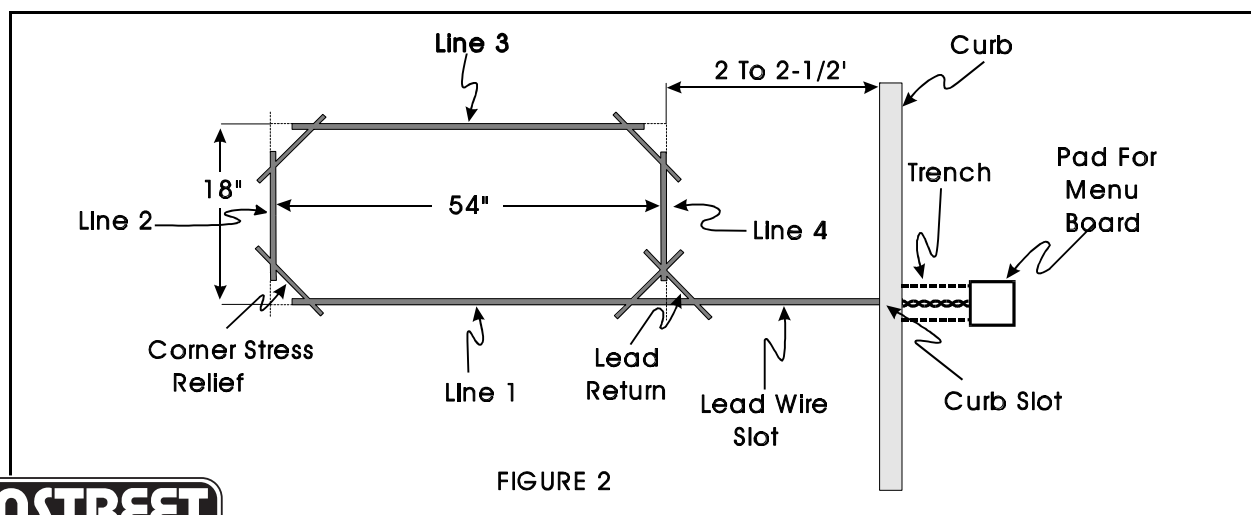 Line 3
2 To 2-1/2'
Curb
Trench
Pad For
Menu
Board
18"
54"
Line 2
Line 4
Corner Stress
Relief
Line 1
Lead
Return
Lead Wire
Slot
Curb Slot
FIGURE 2